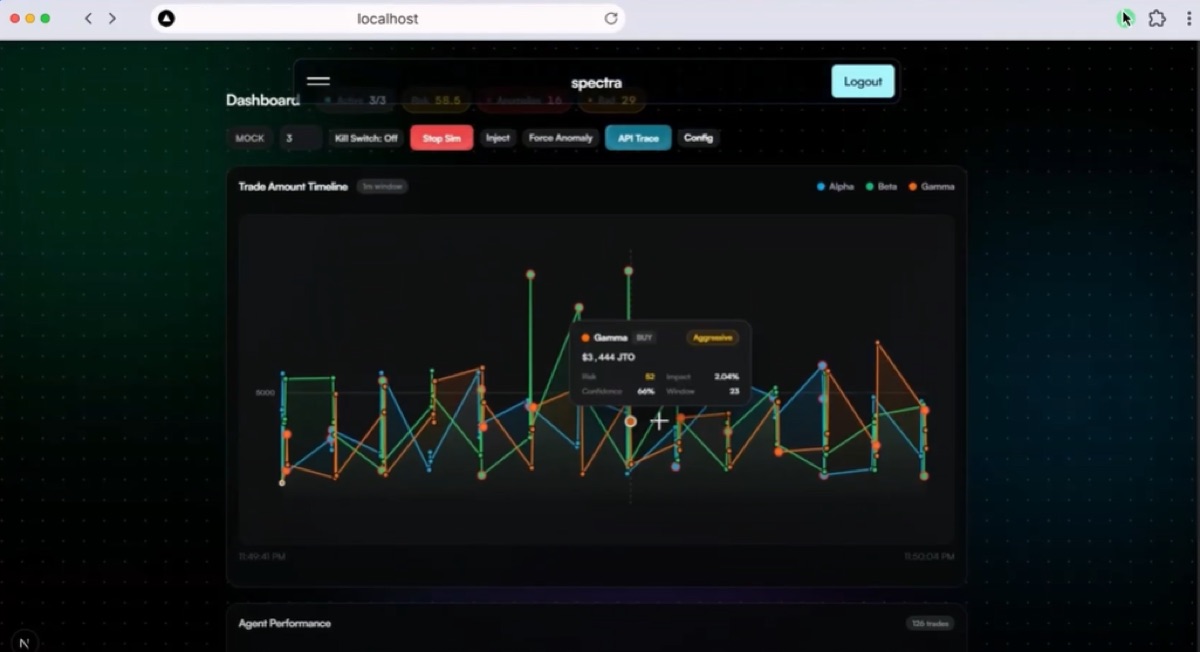 localhost
spectra
Logout
Dashboard Active 3/3 Risk 58.5 Anomalies 16 Bad 29
MOCK 3 Kill Switch: Off Stop Sim Inject Force Anomaly API Trace Config
Trade Amount Timeline 1m window Alpha Beta Gamma
Gamma BUY Aggressive
$3,444 JTO
Risk 52 Impact 2.04%
5000
Confidence 66% Window 23
11:49:41 PM 11:50:04 PM
Agent Performance 126 trades
N